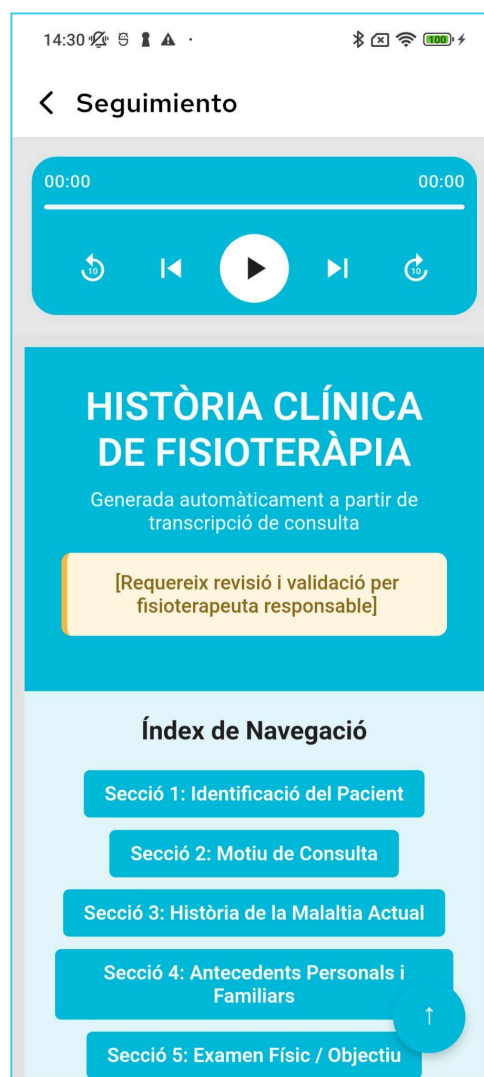 14:30
100
Seguimiento
00:00 00:00
10 10
HISTÒRIA CLÍNICA
DE FISIOTERÀPIA
Generada automàticament a partir de
transcripció de consulta
[Requereix revisió i validació per
fisioterapeuta responsable]
Índex de Navegació
Secció 1: Identificació del Pacient
Secció 2: Motiu de Consulta
Secció 3: Història de la Malaltia Actual
Secció 4: Antecedents Personals i
Familiars
↑
Secció 5: Examen Físic / Objectiu